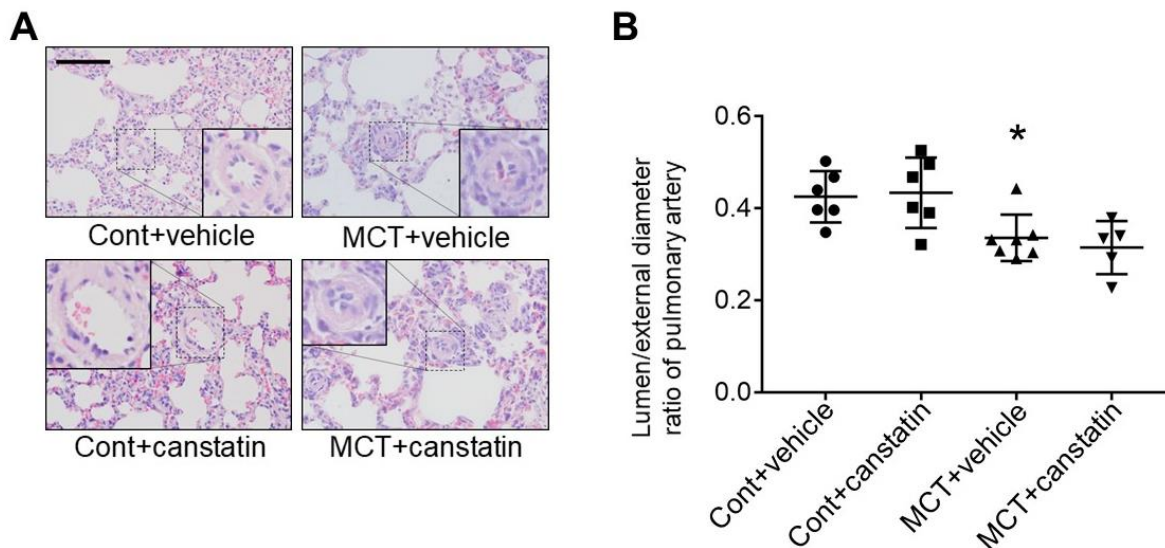 A
Cont+vehicle
MCT+vehicle
Cont+canstatin
MCT+canstatin
B
Lumen/external diameter
ratio of pulmonary artery
0.6
0.4
0.2
0.0
*
Cont+vehicle
Cont+canstatin
MCT+vehicle
MCT+canstatin